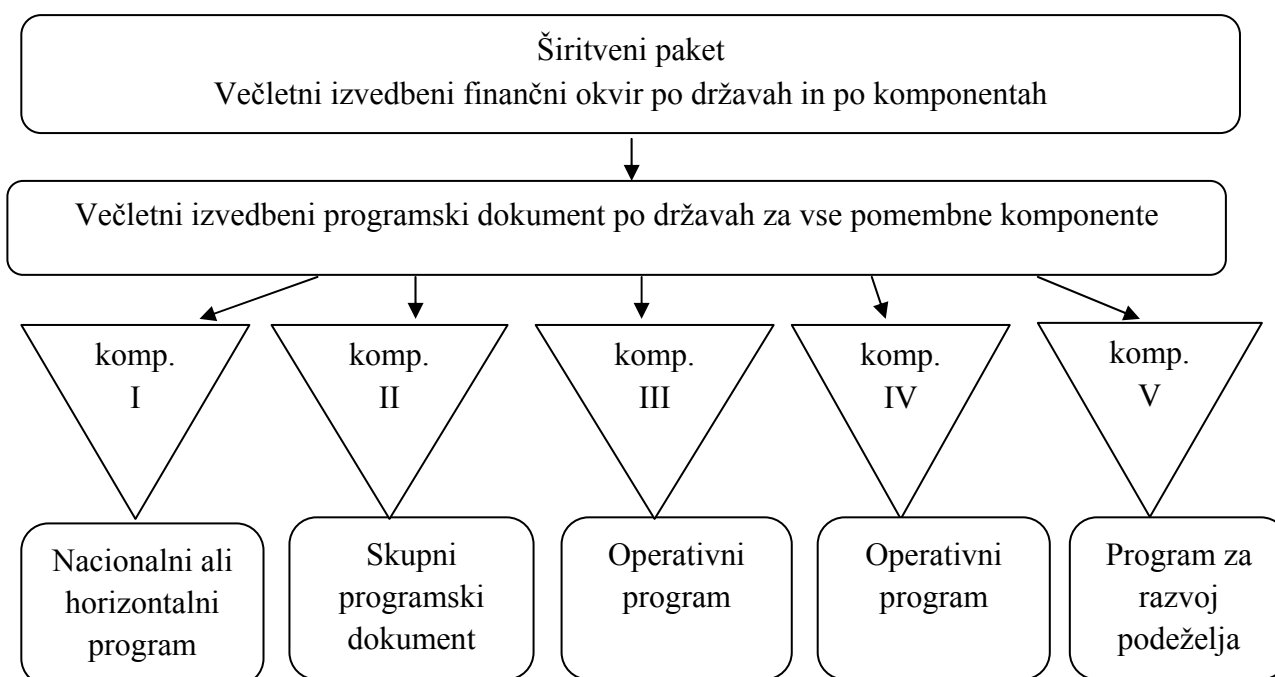 Širitveni paket
Večletni izvedbeni finančni okvir po državah in po komponentah
Večletni izvedbeni programski dokument po državah za vse pomembne komponente
komp.
I
komp.
II
komp.
III
komp.
IV
komp.
V
Nacionalni ali
horizontalni
program
Skupni
programski
dokument
Operativni
program
Operativni
program
Program za
razvoj
podeželja